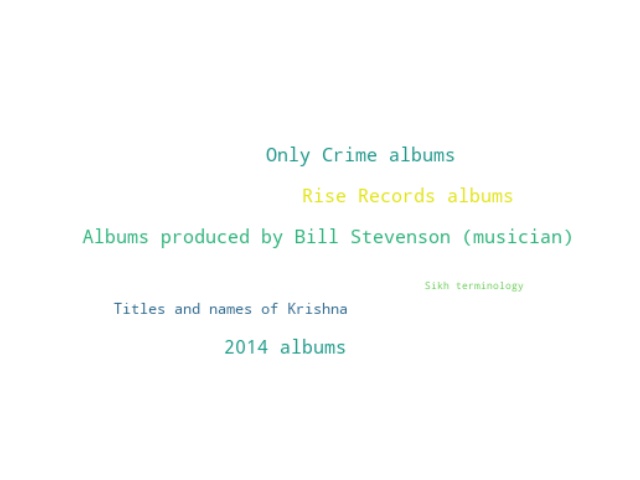 Only Crime albums
Rise Records albums
Albums produced by Bill Stevenson (musician)
Sikh terminology
Titles and names of Krishna
2014 albums